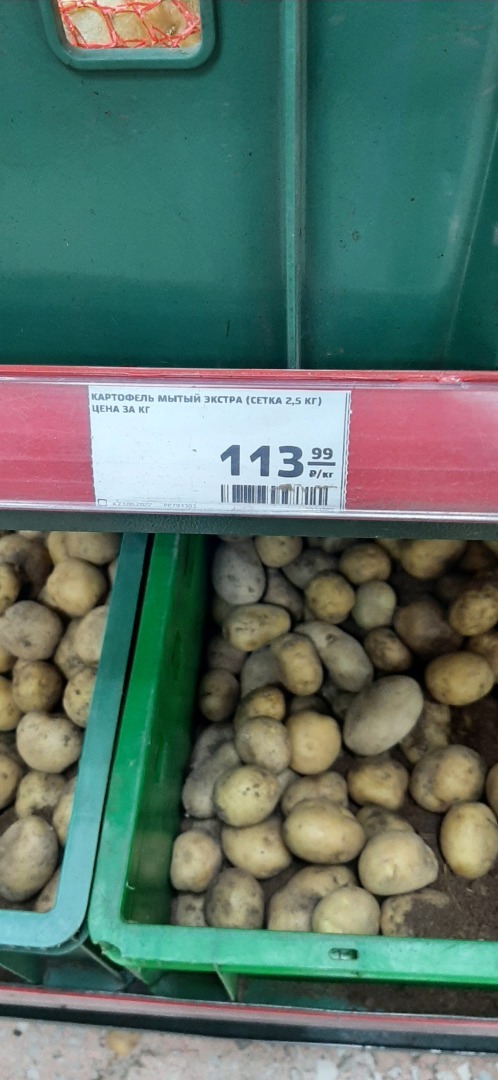 КАРТОФЕЛЬ МЫТЫЙ ЭКСТРА (СЕТКА 2,5 КГ)
ЦЕНА ЗА КГ
113 99
₽/кг